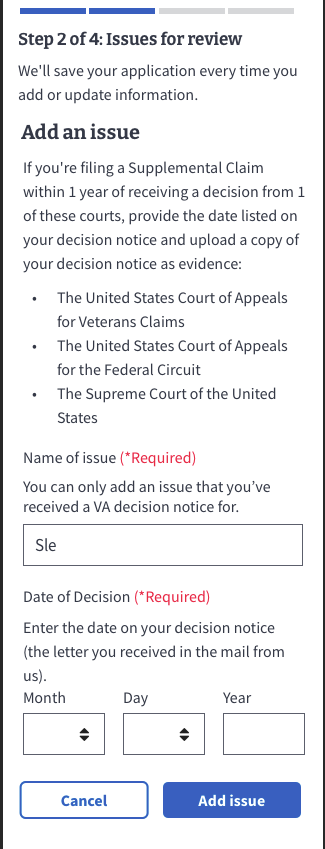 Step 2 of 4: Issues for review
We'll save your application every time you
add or update information.
Add an issue
If you're filing a Supplemental Claim
within 1 year of receiving a decision from 1
of these courts, provide the date listed on
your decision notice and upload a copy of
your decision notice as evidence:
• The United States Court of Appeals
for Veterans Claims
• The United States Court of Appeals
for the Federal Circuit
• The Supreme Court of the United
States
Name of issue (*Required)
You can only add an issue that you’ve
received a VA decision notice for.
Sle
Date of Decision (*Required)
Enter the date on your decision notice
(the letter you received in the mail from
us).
Month Day Year
Cancel Add issue